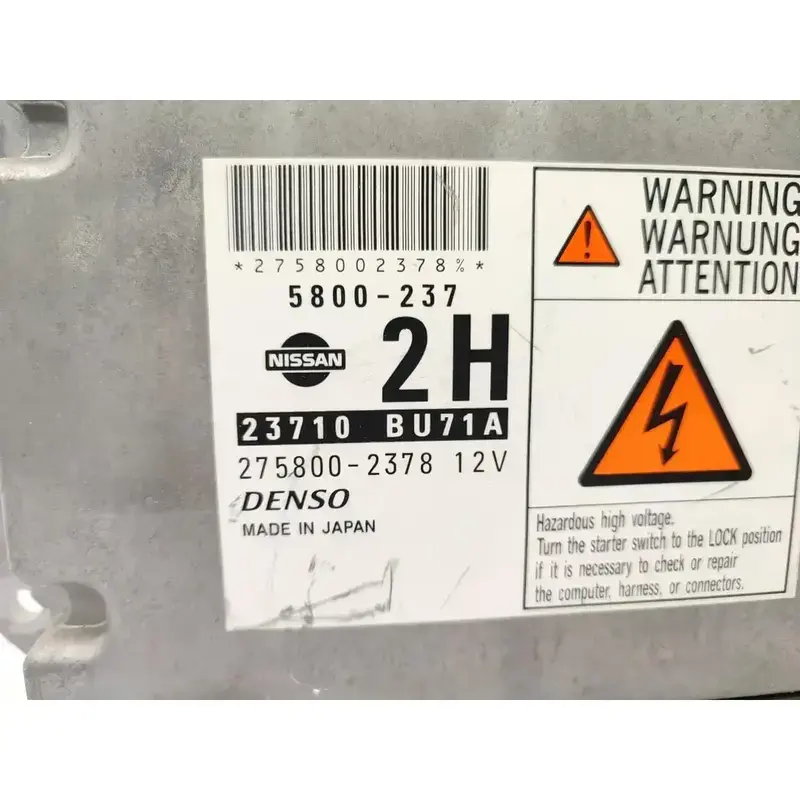 *2758002378%*
5800-237
NISSAN
2H
23710 BU71A
275800-2378 12V
DENSO
MADE IN JAPAN
WARNING
WARNUNG
ATTENTION
Hazardous high voltage.
Turn the starter switch to the LOCK position
if it is necessary to check or repair
the computer, harness, or connectors.